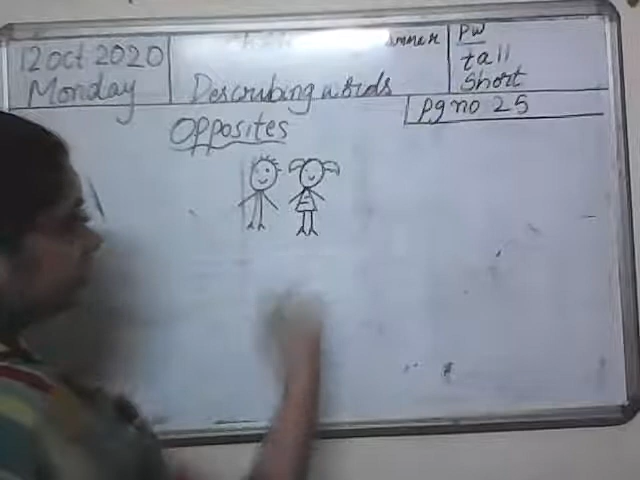 12 Oct 2020
Monday
Describing words
PW
tall
Short
Pg no 25
Opposites